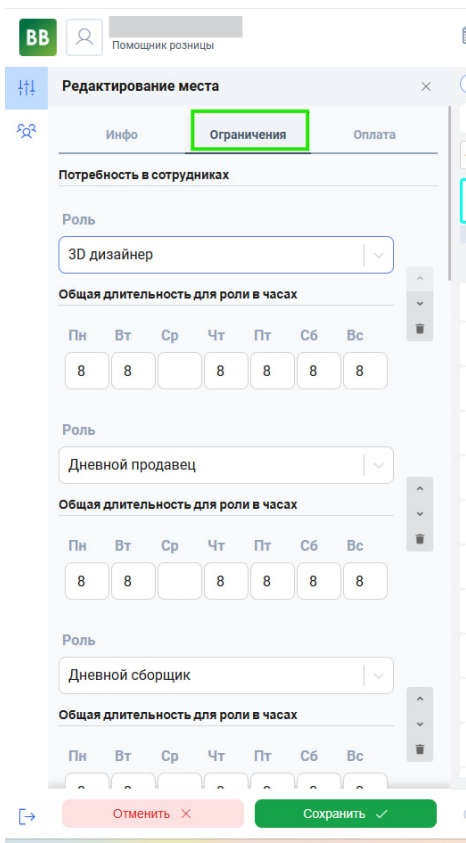 BB
Помощник розницы
Редактирование места
Инфо Ограничения Оплата
Потребность в сотрудниках
Роль
3D дизайнер
Общая длительность для роли в часах
Пн Вт Ср Чт Пт Сб Вс
8 8 8 8 8 8
Роль
Дневной продавец
Общая длительность для роли в часах
Пн Вт Ср Чт Пт Сб Вс
8 8 8 8 8 8
Роль
Дневной сборщик
Общая длительность для роли в часах
Пн Вт Ср Чт Пт Сб Вс
Отменить Сохранить